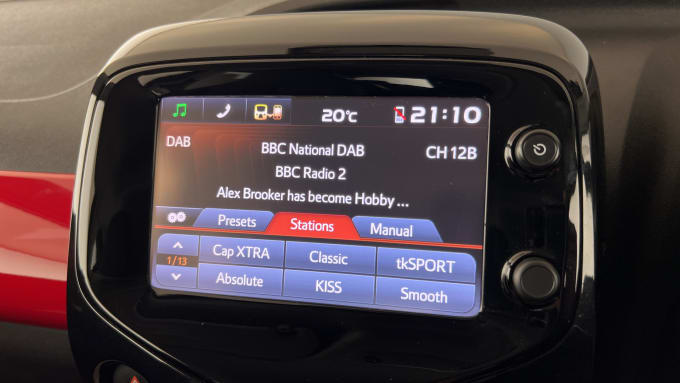 20°C 21:10
DAB BBC National DAB CH 12B
BBC Radio 2
Alex Brooker has become Hobby ...
Presets Stations Manual
1/13 Cap XTRA Classic tkSPORT
Absolute KISS Smooth